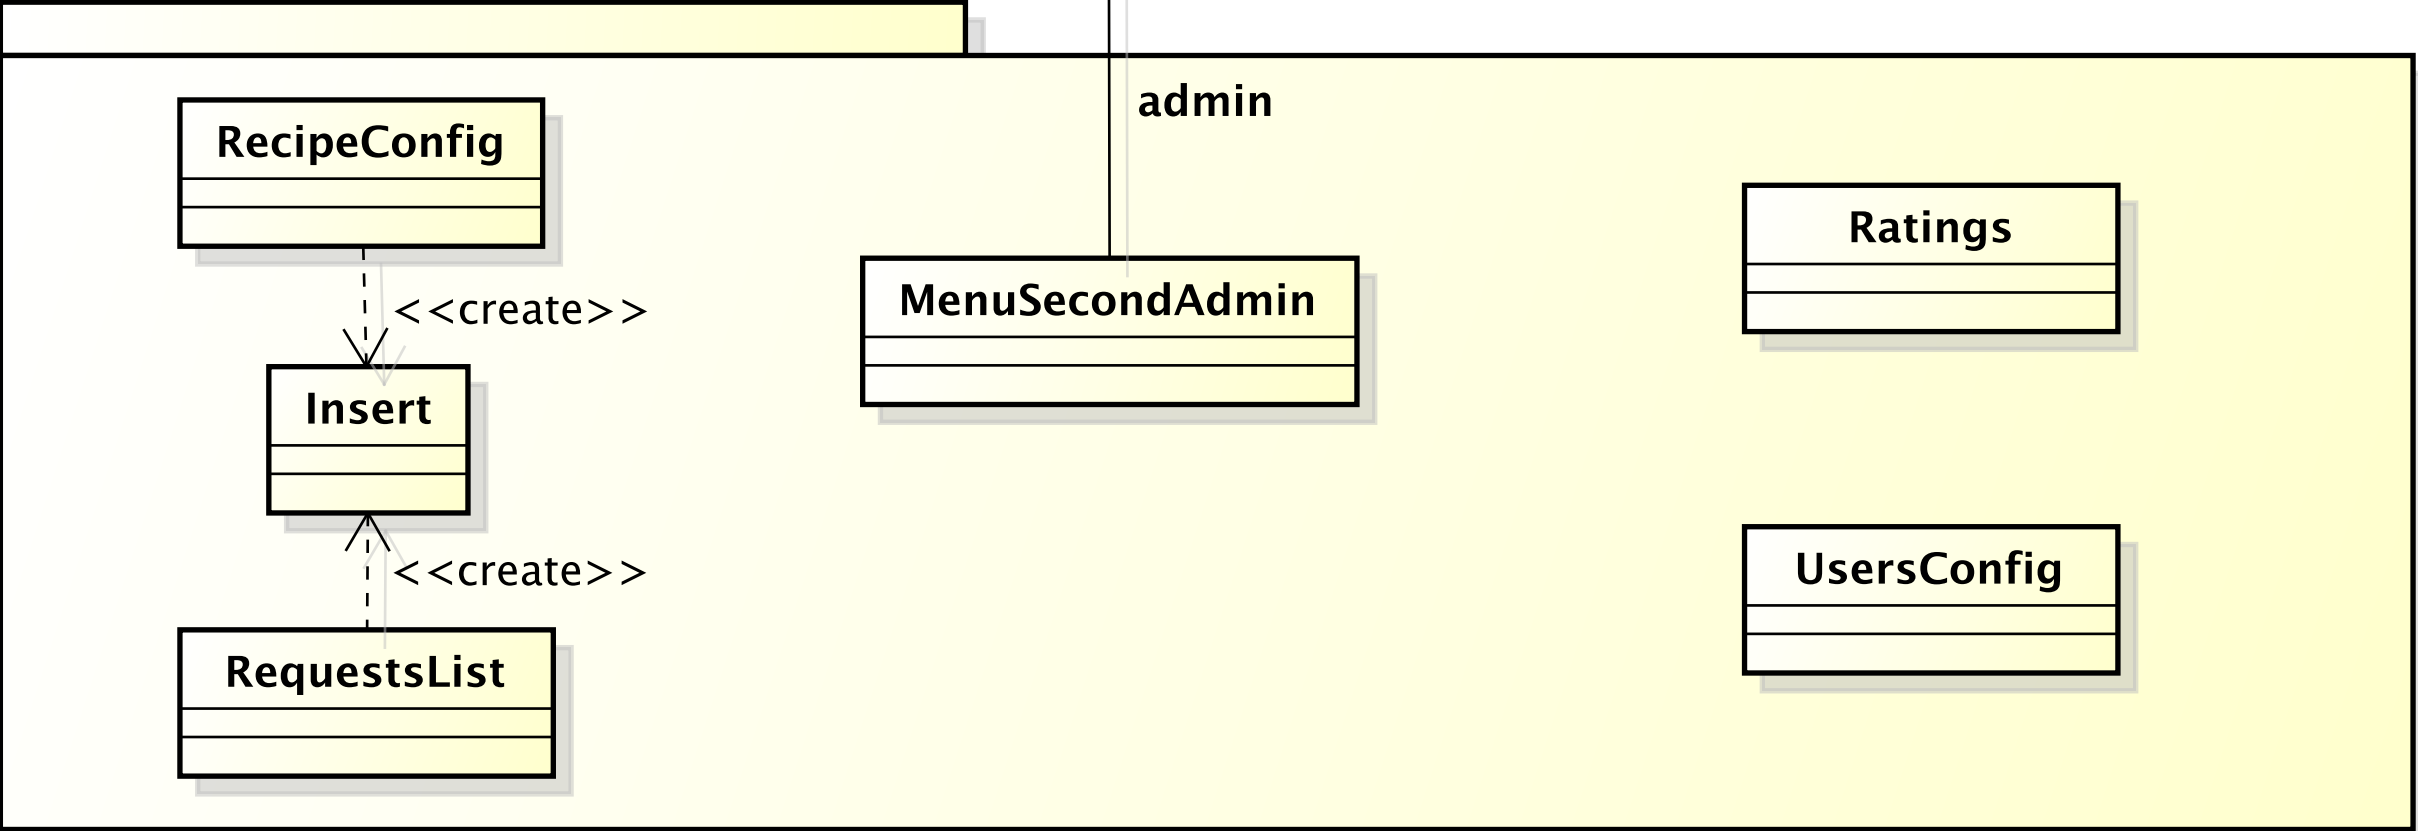 admin
RecipeConfig
<<create>>
Insert
<<create>>
RequestsList
MenuSecondAdmin
Ratings
UsersConfig